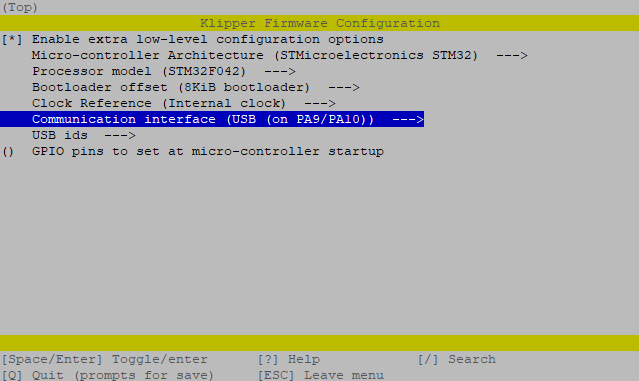 (Top)
Klipper Firmware Configuration
[*] Enable extra low-level configuration options
Micro-controller Architecture (STMicroelectronics STM32)  --->
Processor model (STM32F042)  --->
Bootloader offset (8KiB bootloader)  --->
Clock Reference (Internal clock)  --->
Communication interface (USB (on PA9/PA10))  --->
USB ids  --->
()  GPIO pins to set at micro-controller startup
[Space/Enter] Toggle/enter      [?] Help      [/] Search
[Q] Quit (prompts for save)      [ESC] Leave menu